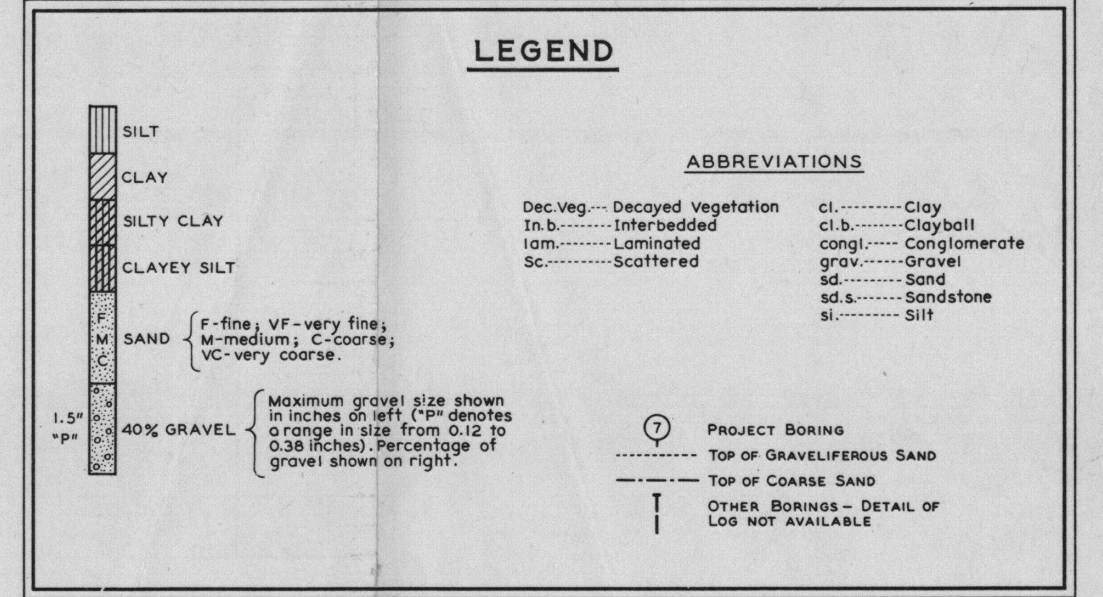 LEGEND
SILT
CLAY
SILTY CLAY
CLAYEY SILT
F
M
C
SAND
F-fine; VF-very fine;
M-medium; C-coarse;
VC-very coarse.
1.5"
"P"
40% GRAVEL
Maximum gravel size shown
in inches on left ("P" denotes
a range in size from 0.12 to
0.38 inches). Percentage of
gravel shown on right.
ABBREVIATIONS
Dec.Veg.--- Decayed Vegetation
In.b.-------- Interbedded
lam.-------- Laminated
Sc.--------- Scattered
cl.--------- Clay
cl.b.-------- Clayball
congl.----- Conglomerate
grav.------ Gravel
sd.--------- Sand
sd.s.------- Sandstone
si.---------- Silt
7 PROJECT BORING
TOP OF GRAVELIFEROUS SAND
TOP OF COARSE SAND
OTHER BORINGS – DETAIL OF
LOG NOT AVAILABLE